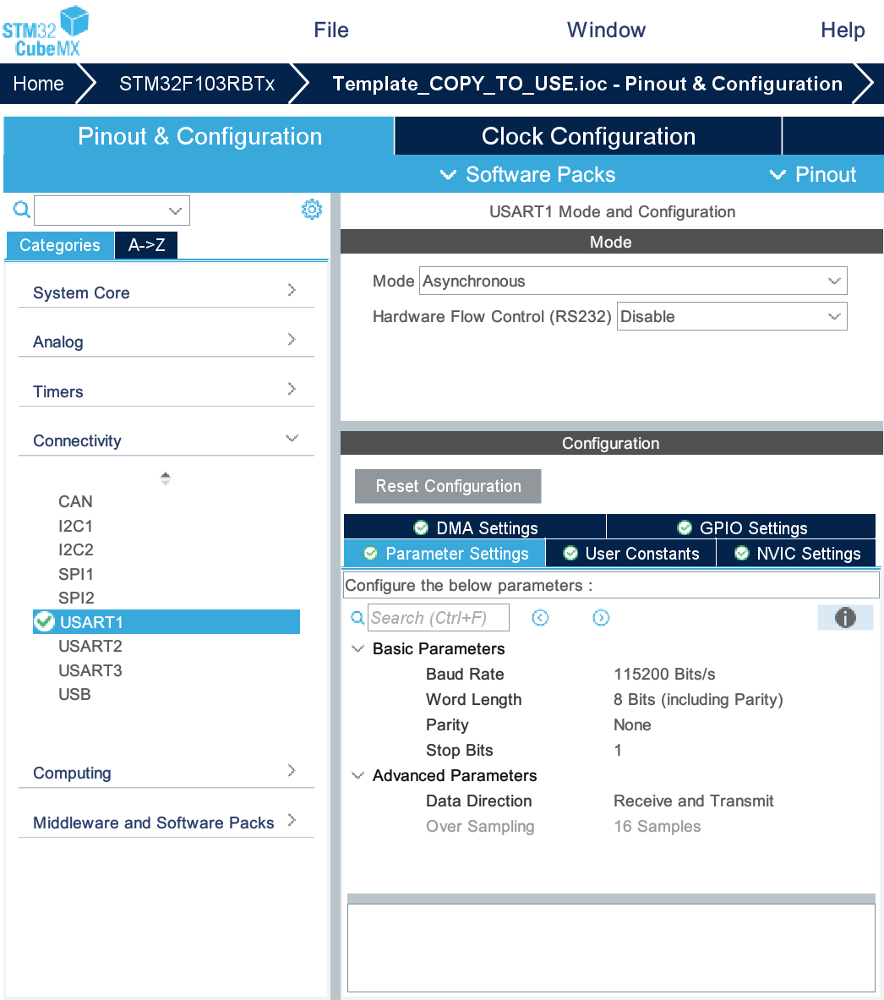 STM32
CubeMX
File Window Help
Home STM32F103RBTx Template_COPY_TO_USE.ioc - Pinout & Configuration
Pinout & Configuration Clock Configuration
Software Packs Pinout
Categories A->Z
System Core
Analog
Timers
Connectivity
CAN
I2C1
I2C2
SPI1
SPI2
USART1
USART2
USART3
USB
Computing
Middleware and Software Packs
USART1 Mode and Configuration
Mode
Mode Asynchronous
Hardware Flow Control (RS232) Disable
Configuration
Reset Configuration
DMA Settings GPIO Settings
Parameter Settings User Constants NVIC Settings
Configure the below parameters :
Search (Ctrl+F)
Basic Parameters
Baud Rate 115200 Bits/s
Word Length 8 Bits (including Parity)
Parity None
Stop Bits 1
Advanced Parameters
Data Direction Receive and Transmit
Over Sampling 16 Samples